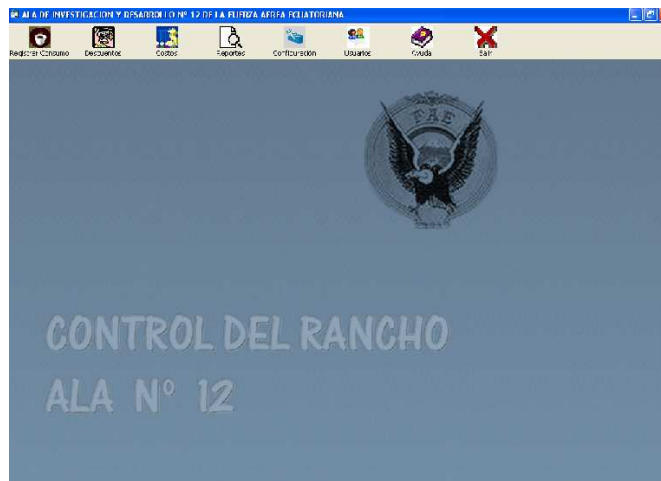 ALA DE INVESTIGACION Y DESARROLLO Nº 12 DE LA FUERZA AEREA ECUATORIANA
Registrar Consumo Descuentos Costos Reportes Configuración Usuarios Ayuda Salir
FAE
CONTROL DEL RANCHO
ALA Nº 12